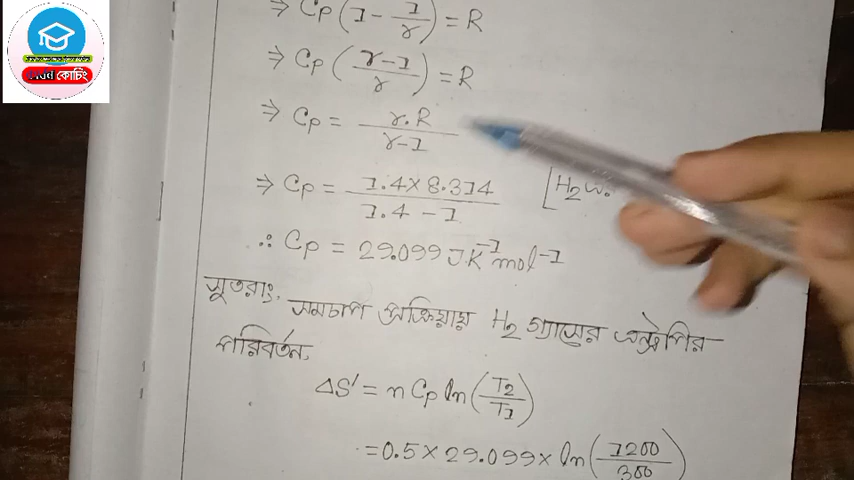 কোচিং
⇒ Cp (1 - 1/γ) = R
⇒ Cp (γ-1/γ) = R
⇒ Cp = γ.R/γ-1
⇒ Cp = 1.4×8.314/1.4-1 [H2
∴ Cp = 29.099 J.K⁻¹mol⁻¹
সুতরাং, সমচাপ প্রক্রিয়ায় H2 গ্যাসের এন্ট্রপির
পরিবর্তন,
ΔS' = n Cp ln (T2/T1)
=0.5×29.099× ln (1200/300)